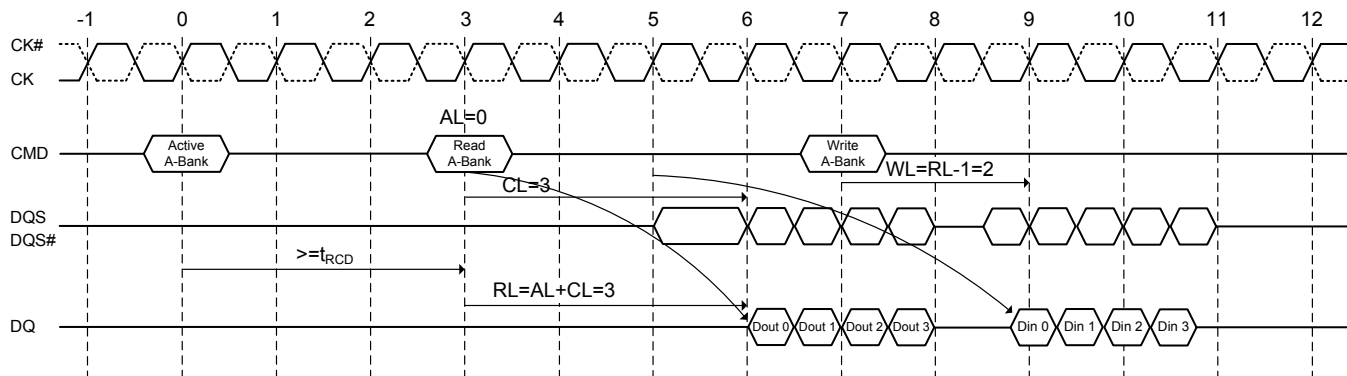 -1 0 1 2 3 4 5 6 7 8 9 10 11 12
CK#
CK
AL=0
CMD Active A-Bank Read A-Bank Write A-Bank
CL=3 WL=RL-1=2
DQS
DQS#
>=tRCD
RL=AL+CL=3
DQ Dout 0 Dout 1 Dout 2 Dout 3 Din 0 Din 1 Din 2 Din 3